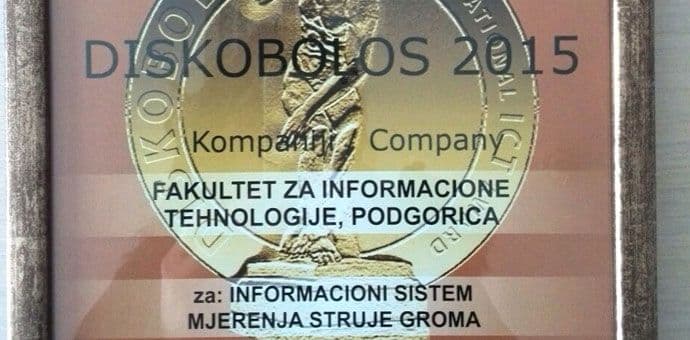 DISKOBOLOS 2015
Kompaniji / Company
FAKULTET ZA INFORMACIONE
TEHNOLOGIJE, PODGORICA
za: INFORMACIONI SISTEM
MJERENJA STRUJE GROMA